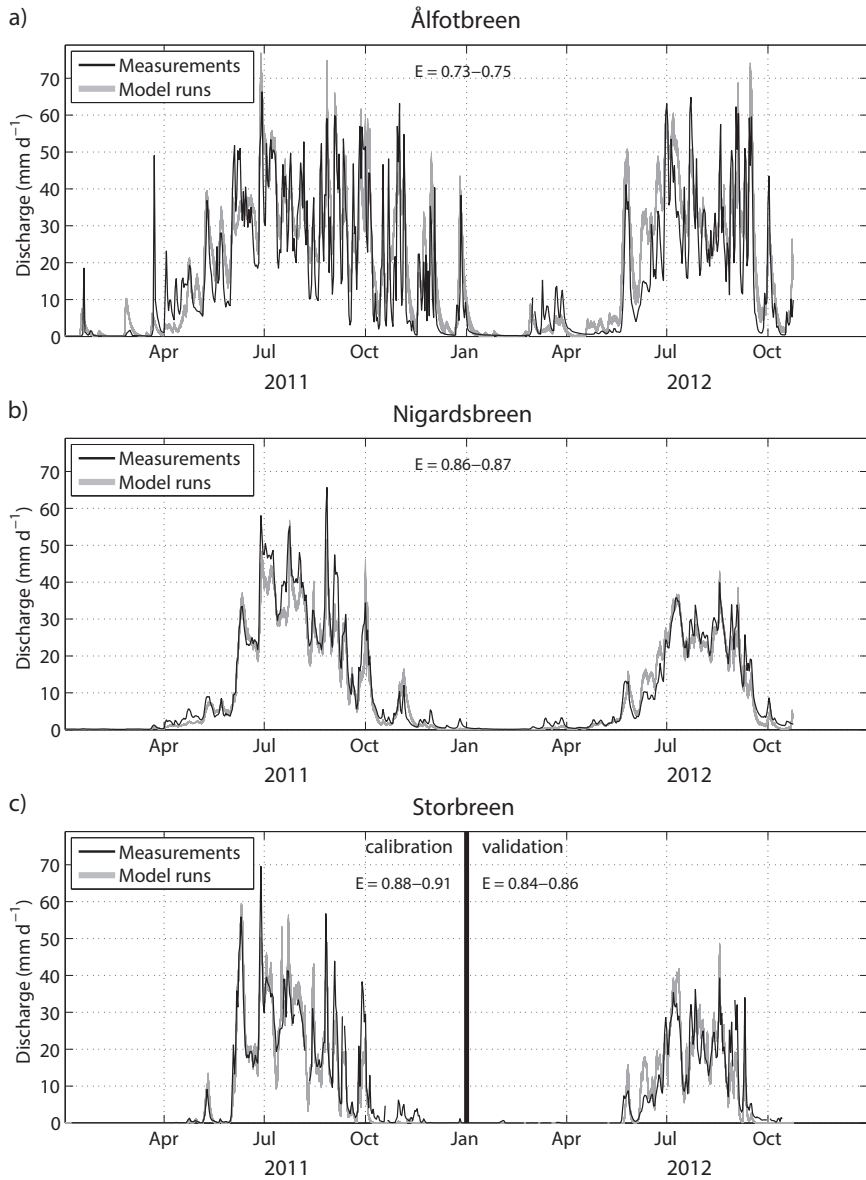 a)
Ålfotbreen
Measurements
Model runs
E = 0.73−0.75
Discharge (mm d−1)
70
60
50
40
30
20
10
0
Apr Jul Oct Jan Apr Jul Oct
2011 2012
b)
Nigardsbreen
Measurements
Model runs
E = 0.86−0.87
Discharge (mm d−1)
70
60
50
40
30
20
10
0
Apr Jul Oct Jan Apr Jul Oct
2011 2012
c)
Storbreen
Measurements
Model runs
calibration validation
E = 0.88−0.91 E = 0.84−0.86
Discharge (mm d−1)
70
60
50
40
30
20
10
0
Apr Jul Oct Jan Apr Jul Oct
2011 2012